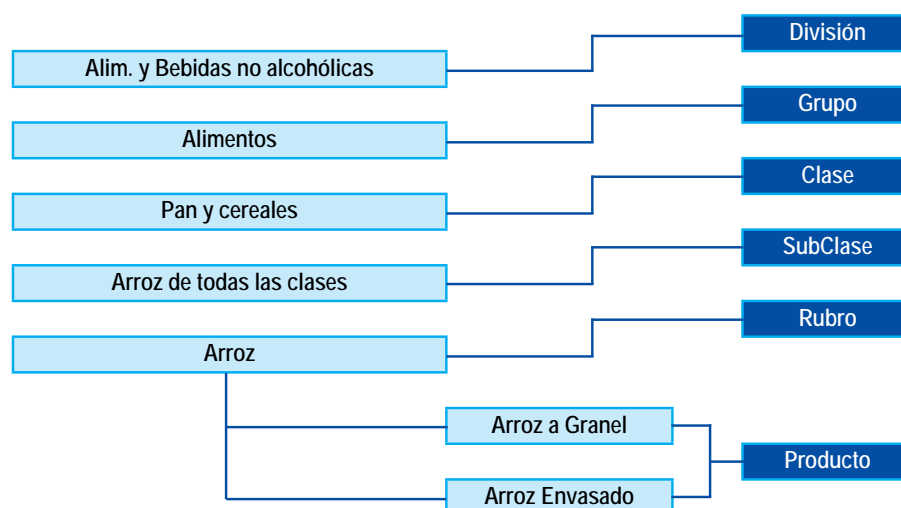 División
Alim. y Bebidas no alcohólicas
Grupo
Alimentos
Clase
Pan y cereales
SubClase
Arroz de todas las clases
Rubro
Arroz
Arroz a Granel
Producto
Arroz Envasado